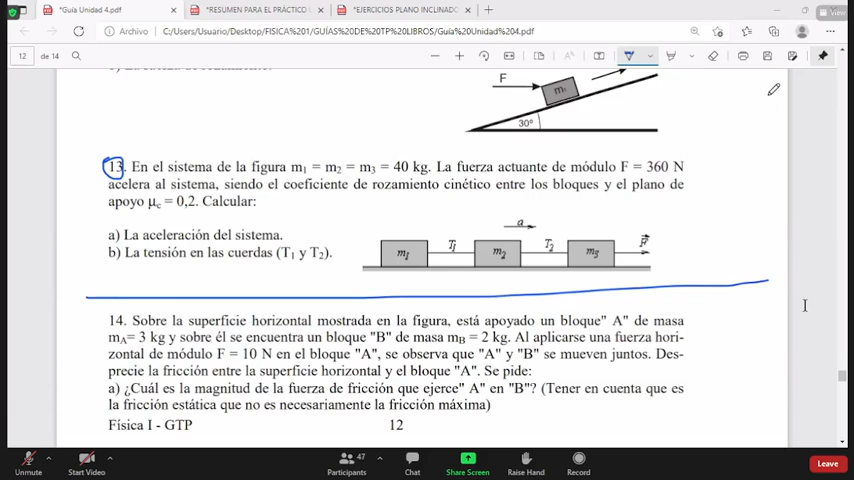 *Guía Unidad 4.pdf
*RESUMEN PARA EL PRÁCTICO L
*EJERCICIOS PLANO INCLINADO
View
Archivo
C:/Users/Usuario/Desktop/FISICA%201/GUÍAS%20DE%20TP%20LIBROS/Guía%20Unidad%204.pdf
12 de 14
F
m₁
30°
13. En el sistema de la figura m₁ = m₂ = m₃ = 40 kg. La fuerza actuante de módulo F = 360 N
acelera al sistema, siendo el coeficiente de rozamiento cinético entre los bloques y el plano de
apoyo μc = 0,2. Calcular:
a) La aceleración del sistema.
b) La tensión en las cuerdas (T₁ y T₂).
a
m₁ T₁ m₂ T₂ m₃ F
14. Sobre la superficie horizontal mostrada en la figura, está apoyado un bloque" A" de masa
mA= 3 kg y sobre él se encuentra un bloque "B" de masa mB = 2 kg. Al aplicarse una fuerza hori-
zontal de módulo F = 10 N en el bloque "A", se observa que "A" y "B" se mueven juntos. Des-
precie la fricción entre la superficie horizontal y el bloque "A". Se pide:
a) ¿Cuál es la magnitud de la fuerza de fricción que ejerce" A" en "B"? (Tener en cuenta que es
la fricción estática que no es necesariamente la fricción máxima)
Física I - GTP 12
Unmute
Start Video
47
Participants
Chat
Share Screen
Raise Hand
Record
Leave